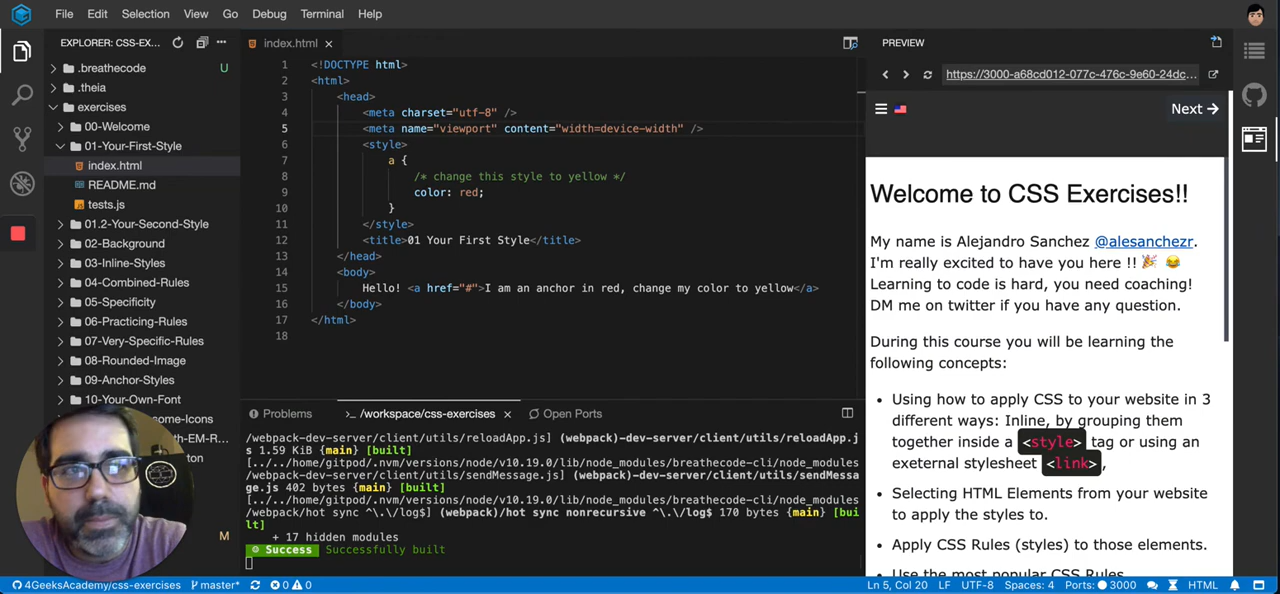 File Edit Selection View Go Debug Terminal Help
EXPLORER: CSS-EX...
.breathecode U
.theia
exercises
00-Welcome
01-Your-First-Style
index.html
README.md
tests.js
01.2-Your-Second-Style
02-Background
03-Inline-Styles
04-Combined-Rules
05-Specificity
06-Practicing-Rules
07-Very-Specific-Rules
08-Rounded-Image
09-Anchor-Styles
10-Your-Own-Font
M
index.html
1 <!DOCTYPE html>
2 <html>
3 <head>
4 <meta charset="utf-8" />
5 <meta name="viewport" content="width=device-width" />
6 <style>
7 a {
8 /* change this style to yellow */
9 color: red;
10 }
11 </style>
12 <title>01 Your First Style</title>
13 </head>
14 <body>
15 Hello! <a href="#">I am an anchor in red, change my color to yellow</a>
16 </body>
17 </html>
18
Problems >_ /workspace/css-exercises Open Ports
/webpack-dev-server/client/utils/reloadApp.js] (webpack)-dev-server/client/utils/reloadApp.j
s 1.59 KiB {main} [built]
[../../home/gitpod/.nvm/versions/node/v10.19.0/lib/node_modules/breathecode-cli/node_modules
/webpack-dev-server/client/utils/sendMessage.js] (webpack)-dev-server/client/utils/sendMessa
ge.js 402 bytes {main} [built]
[../../home/gitpod/.nvm/versions/node/v10.19.0/lib/node_modules/breathecode-cli/node_modules
/webpack/hot sync ^\.\/log$] (webpack)/hot sync nonrecursive ^\.\/log$ 170 bytes {main} [bui
lt]
+ 17 hidden modules
Success Successfully built
PREVIEW
https://3000-a68cd012-077c-476c-9e60-24dc...
Next
Welcome to CSS Exercises!!
My name is Alejandro Sanchez @alesanchezr.
I'm really excited to have you here !! 🎉 😂
Learning to code is hard, you need coaching!
DM me on twitter if you have any question.
During this course you will be learning the
following concepts:
• Using how to apply CSS to your website in 3
different ways: Inline, by grouping them
together inside a <style> tag or using an
exeternal stylesheet <link>,
• Selecting HTML Elements from your website
to apply the styles to.
• Apply CSS Rules (styles) to those elements.
• Use the most popular CSS Rules
4GeeksAcademy/css-exercises master* 0 0 Ln 5, Col 20 LF UTF-8 Spaces: 4 Ports: 3000 HTML